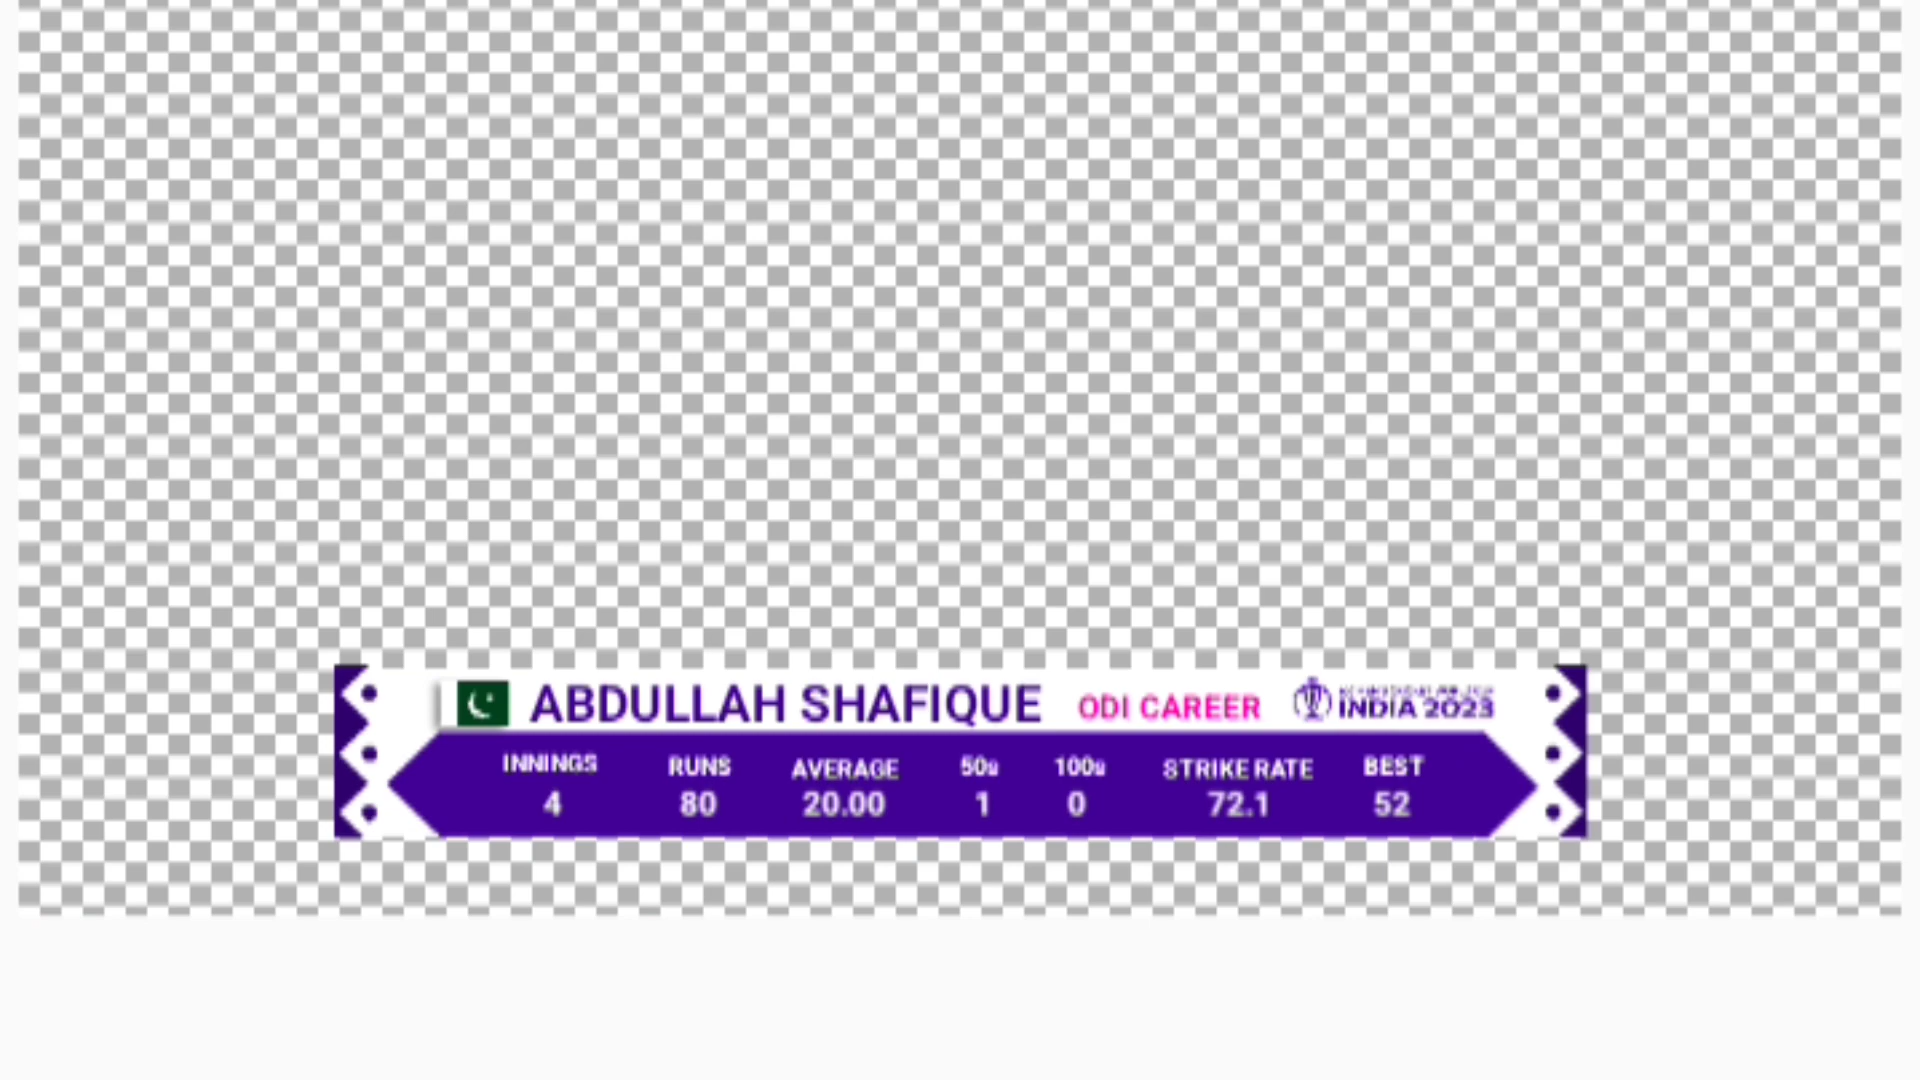 ABDULLAH SHAFIQUE ODI CAREER INDIA 2023
INNINGS RUNS AVERAGE 50s 100s STRIKE RATE BEST
4 80 20.00 1 0 72.1 52